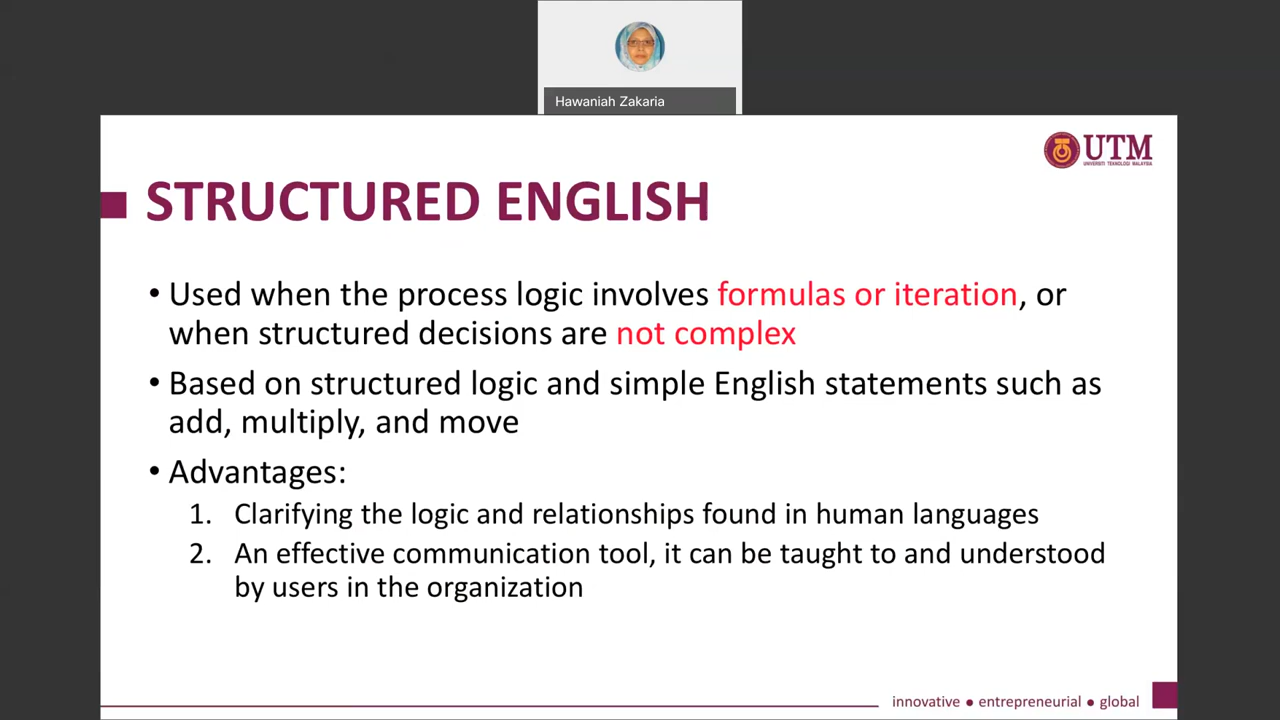 Hawaniah Zakaria
UTM
UNIVERSITI TEKNOLOGI MALAYSIA
STRUCTURED ENGLISH
• Used when the process logic involves formulas or iteration, or
when structured decisions are not complex
• Based on structured logic and simple English statements such as
add, multiply, and move
• Advantages:
1. Clarifying the logic and relationships found in human languages
2. An effective communication tool, it can be taught to and understood
by users in the organization
innovative ● entrepreneurial ● global